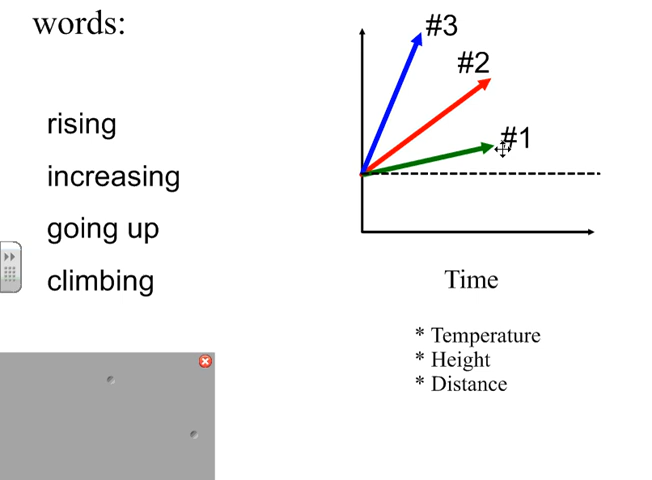 words:
rising
increasing
going up
climbing
#3
#2
#1
Time
* Temperature
* Height
* Distance